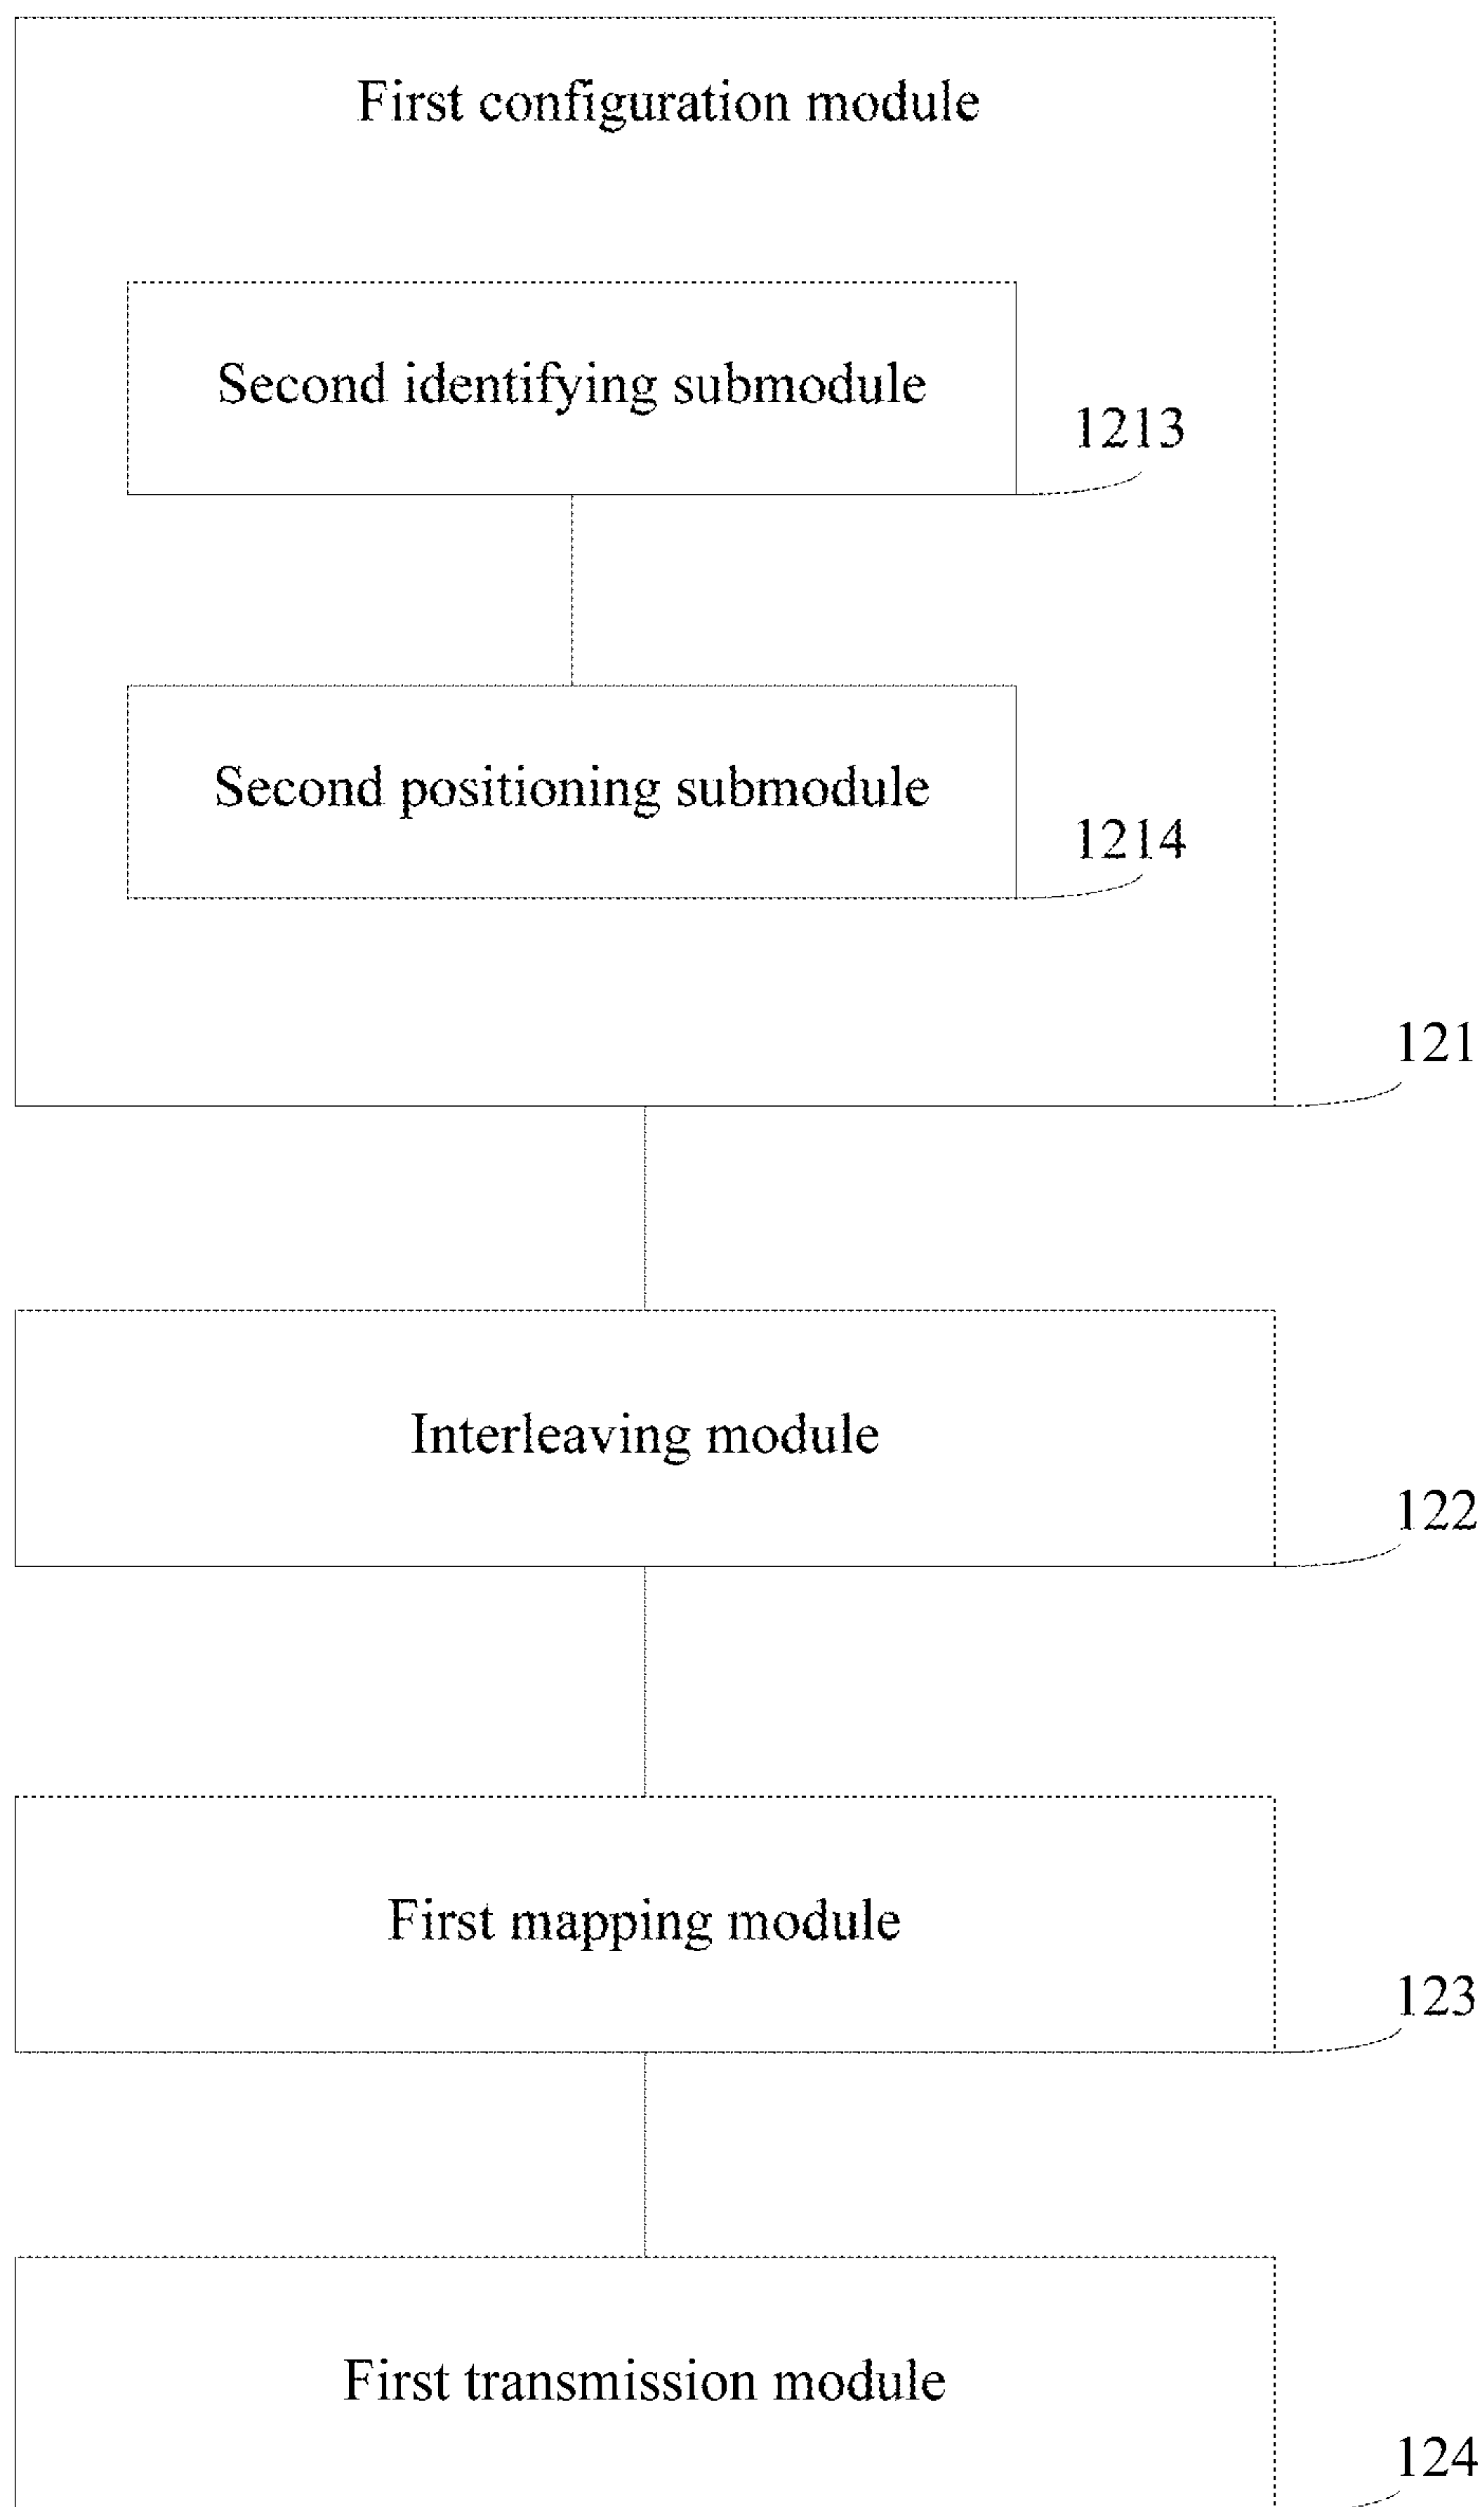 First configuration module
Second identifying submodule
1213
Second positioning submodule
1214
121
Interleaving module
122
First mapping module
123
First transmission module
124